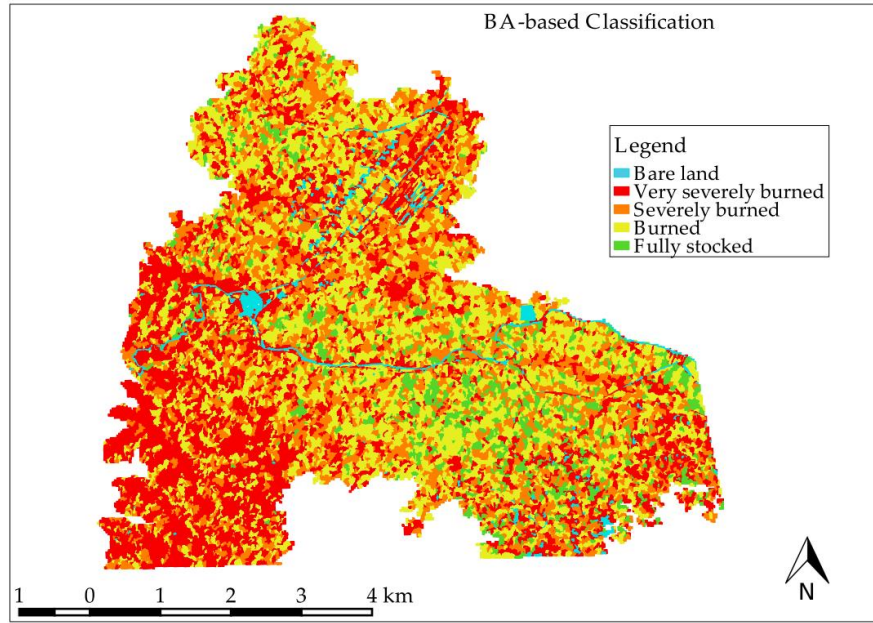 BA-based Classification
Legend
Bare land
Very severely burned
Severely burned
Burned
Fully stocked
1 0 1 2 3 4 km
N